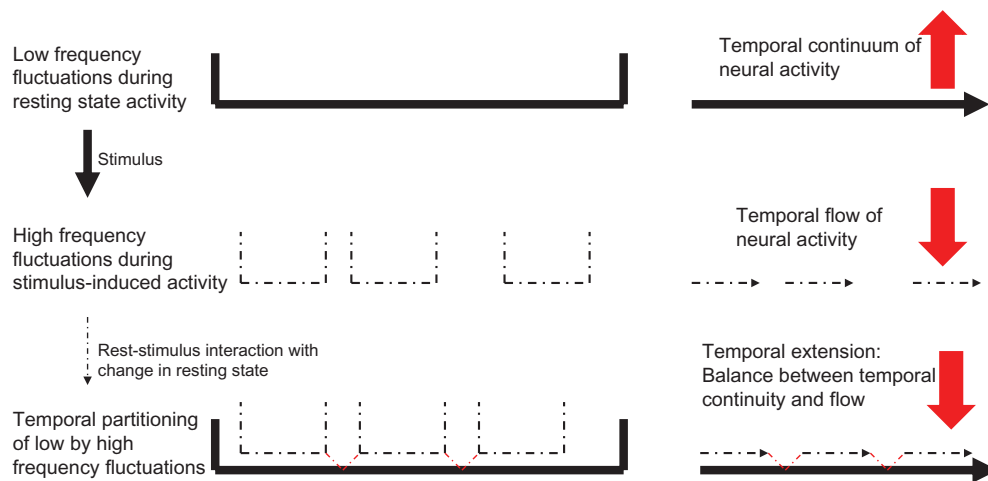 Low frequency
fluctuations during
resting state activity
Temporal continuum of
neural activity
Stimulus
High frequency
fluctuations during
stimulus-induced activity
Temporal flow of
neural activity
Rest-stimulus interaction with
change in resting state
Temporal extension:
Balance between temporal
continuity and flow
Temporal partitioning
of low by high
frequency fluctuations